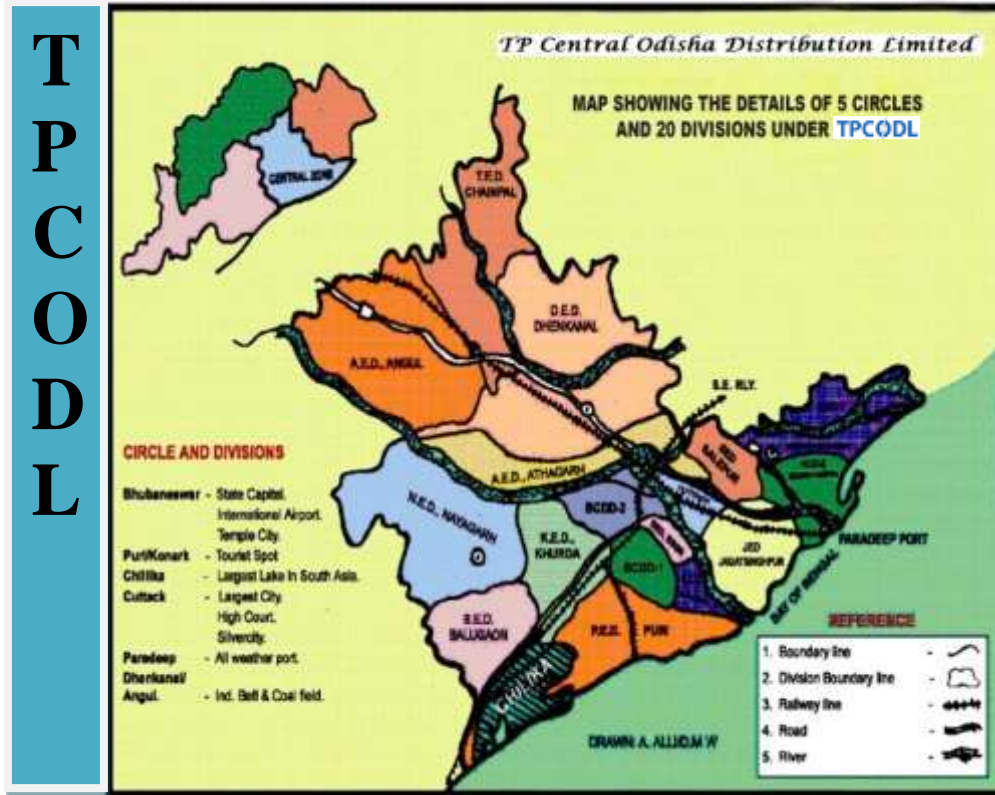 T
P
C
O
D
L
TP Central Odisha Distribution Limited
MAP SHOWING THE DETAILS OF 5 CIRCLES
AND 20 DIVISIONS UNDER TPCODL
CENTRAL ZONE
T.E.D.
CHAINPAL
D.E.D.
DHENKANAL
A.E.D., ANGUL
S.E. RLY.
A.E.D., ATHAGARH
SALEPUR
N.E.D., NAYAGARH
BCDD-2
K.E.D.,
KHURDA
BCDD-1
JED
JAGATSINGHPUR
PARADEEP PORT
BAY OF BENGAL
B.E.D.
BALUGAON
P.E.D. PURI
CHILIKA
CIRCLE AND DIVISIONS
Bhubaneswar - State Capital.
International Airport.
Temple City.
Puri/Konark - Tourist Spot
Chillika - Largest Lake In South Asia.
Cuttack - Largest City.
High Court.
Silvercity.
Paradeep - All weather port.
Dhenkanal/
Angul. - Ind. Belt & Coal field.
REFERENCE
1. Boundary line -
2. Division Boundary line -
3. Railway line -
4. Road -
5. River -